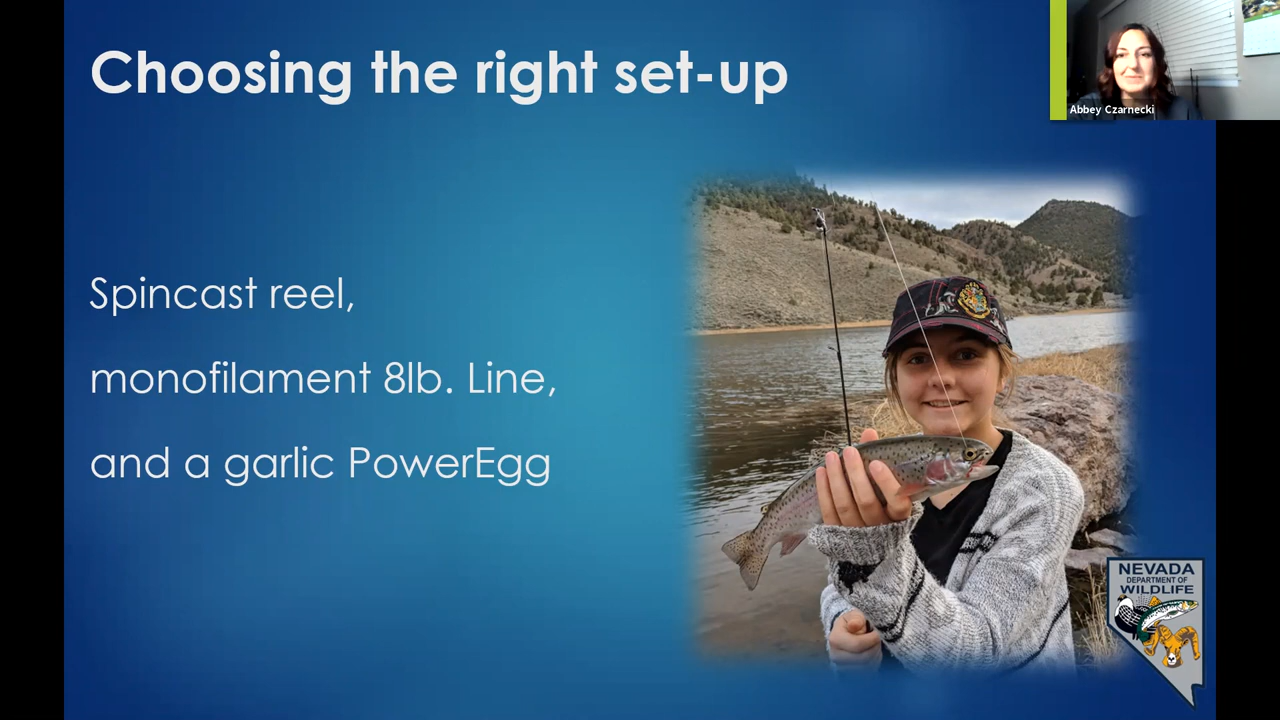 Choosing the right set-up
Abbey Czarnecki
Spincast reel,
monofilament 8lb. Line,
and a garlic PowerEgg
NEVADA
DEPARTMENT OF
WILDLIFE